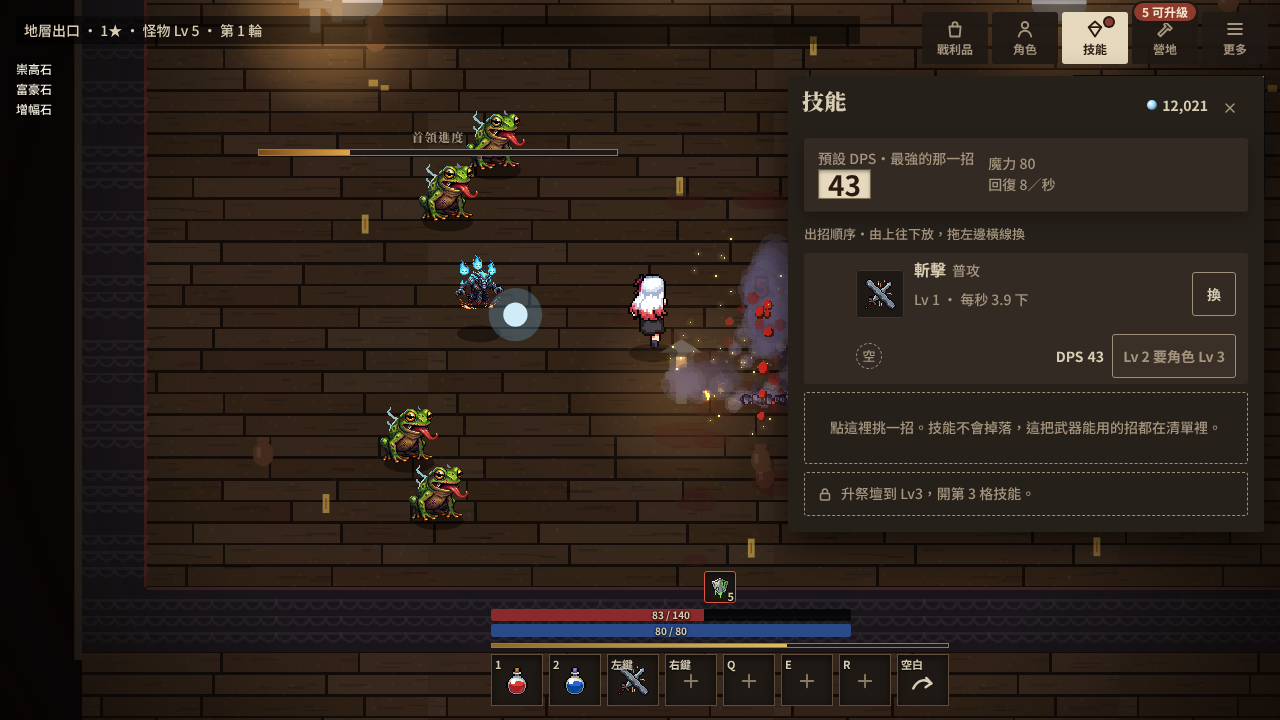 地層出口 • 1★ • 怪物 Lv 5 • 第 1 輪
崇高石
富豪石
增幅石
首領進度
戰利品
角色
技能
5 可升級
營地
更多
技能
12,021
預設 DPS•最強的那一招
43
魔力 80
回復 8／秒
出招順序•由上往下放，拖左邊橫線換
斬擊 普攻
Lv 1 • 每秒 3.9 下
換
空
DPS 43
Lv 2 要角色 Lv 3
點這裡挑一招。技能不會掉落，這把武器能用的招都在清單裡。
升祭壇到 Lv3，開第 3 格技能。
5
83 / 140
80 / 80
1
2
左鍵
右鍵
Q
E
R
空白